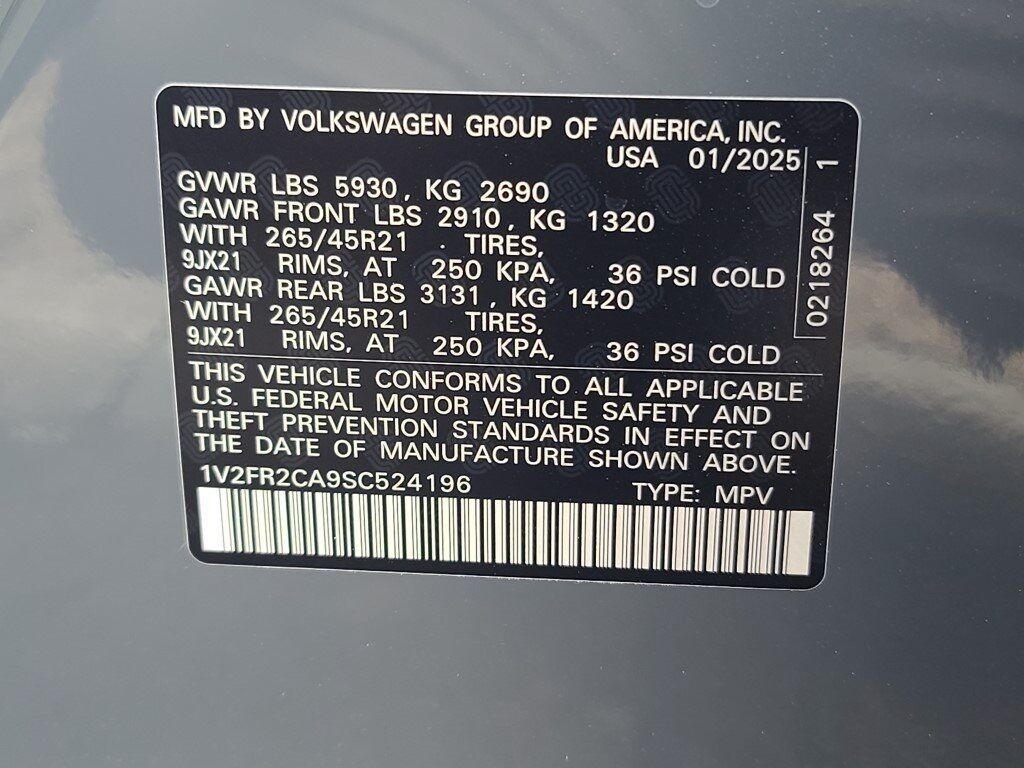 MFD BY VOLKSWAGEN GROUP OF AMERICA, INC.
USA 01/2025
GVWR LBS 5930, KG 2690
GAWR FRONT LBS 2910, KG 1320
WITH 265/45R21 TIRES,
9JX21 RIMS, AT 250 KPA, 36 PSI COLD
GAWR REAR LBS 3131, KG 1420
WITH 265/45R21 TIRES,
9JX21 RIMS, AT 250 KPA, 36 PSI COLD
THIS VEHICLE CONFORMS TO ALL APPLICABLE
U.S. FEDERAL MOTOR VEHICLE SAFETY AND
THEFT PREVENTION STANDARDS IN EFFECT ON
THE DATE OF MANUFACTURE SHOWN ABOVE.
1V2FR2CA9SC524196 TYPE: MPV
0218264 1